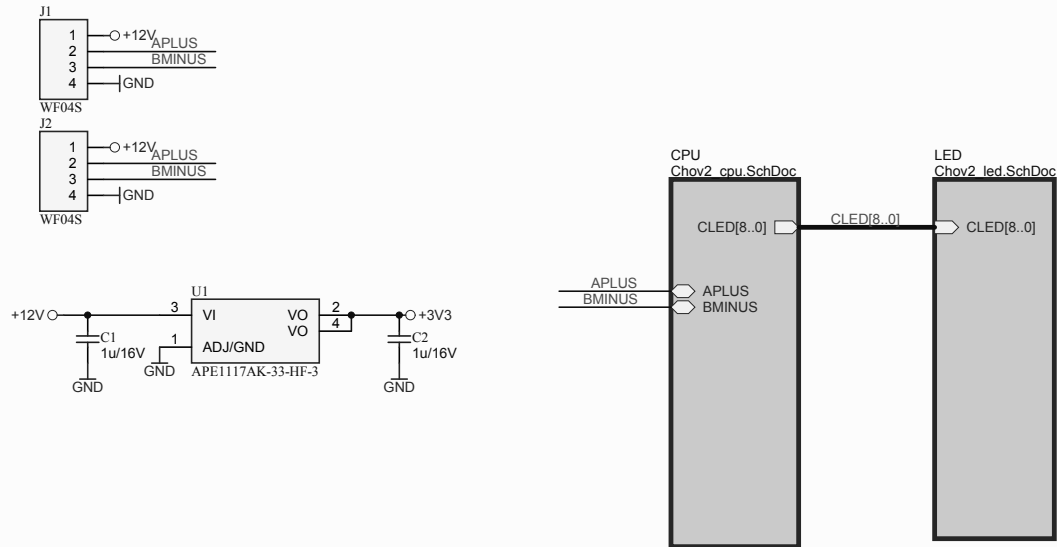 J1
1
+12V
2
APLUS
3
BMINUS
4
GND
WF04S
J2
1
+12V
2
APLUS
3
BMINUS
4
GND
WF04S
U1
+12V
3
VI
VO
2
+3V3
VO
4
C1
1u/16V
1
ADJ/GND
C2
1u/16V
GND
GND
APE1117AK-33-HF-3
GND
CPU
Chov2_cpu.SchDoc
CLED[8..0]
CLED[8..0]
APLUS
APLUS
BMINUS
BMINUS
LED
Chov2_led.SchDoc
CLED[8..0]